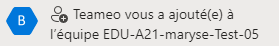 B
Teameo vous a ajouté(e) à
l'équipe EDU-A21-maryse-Test-05